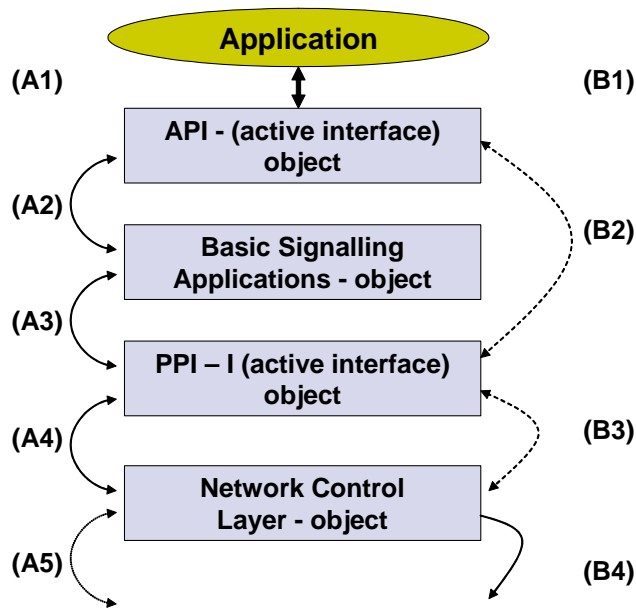 Application
(A1)
(B1)
API - (active interface)
object
(A2)
(B2)
Basic Signalling
Applications - object
(A3)
PPI – I (active interface)
object
(A4)
(B3)
Network Control
Layer - object
(A5)
(B4)